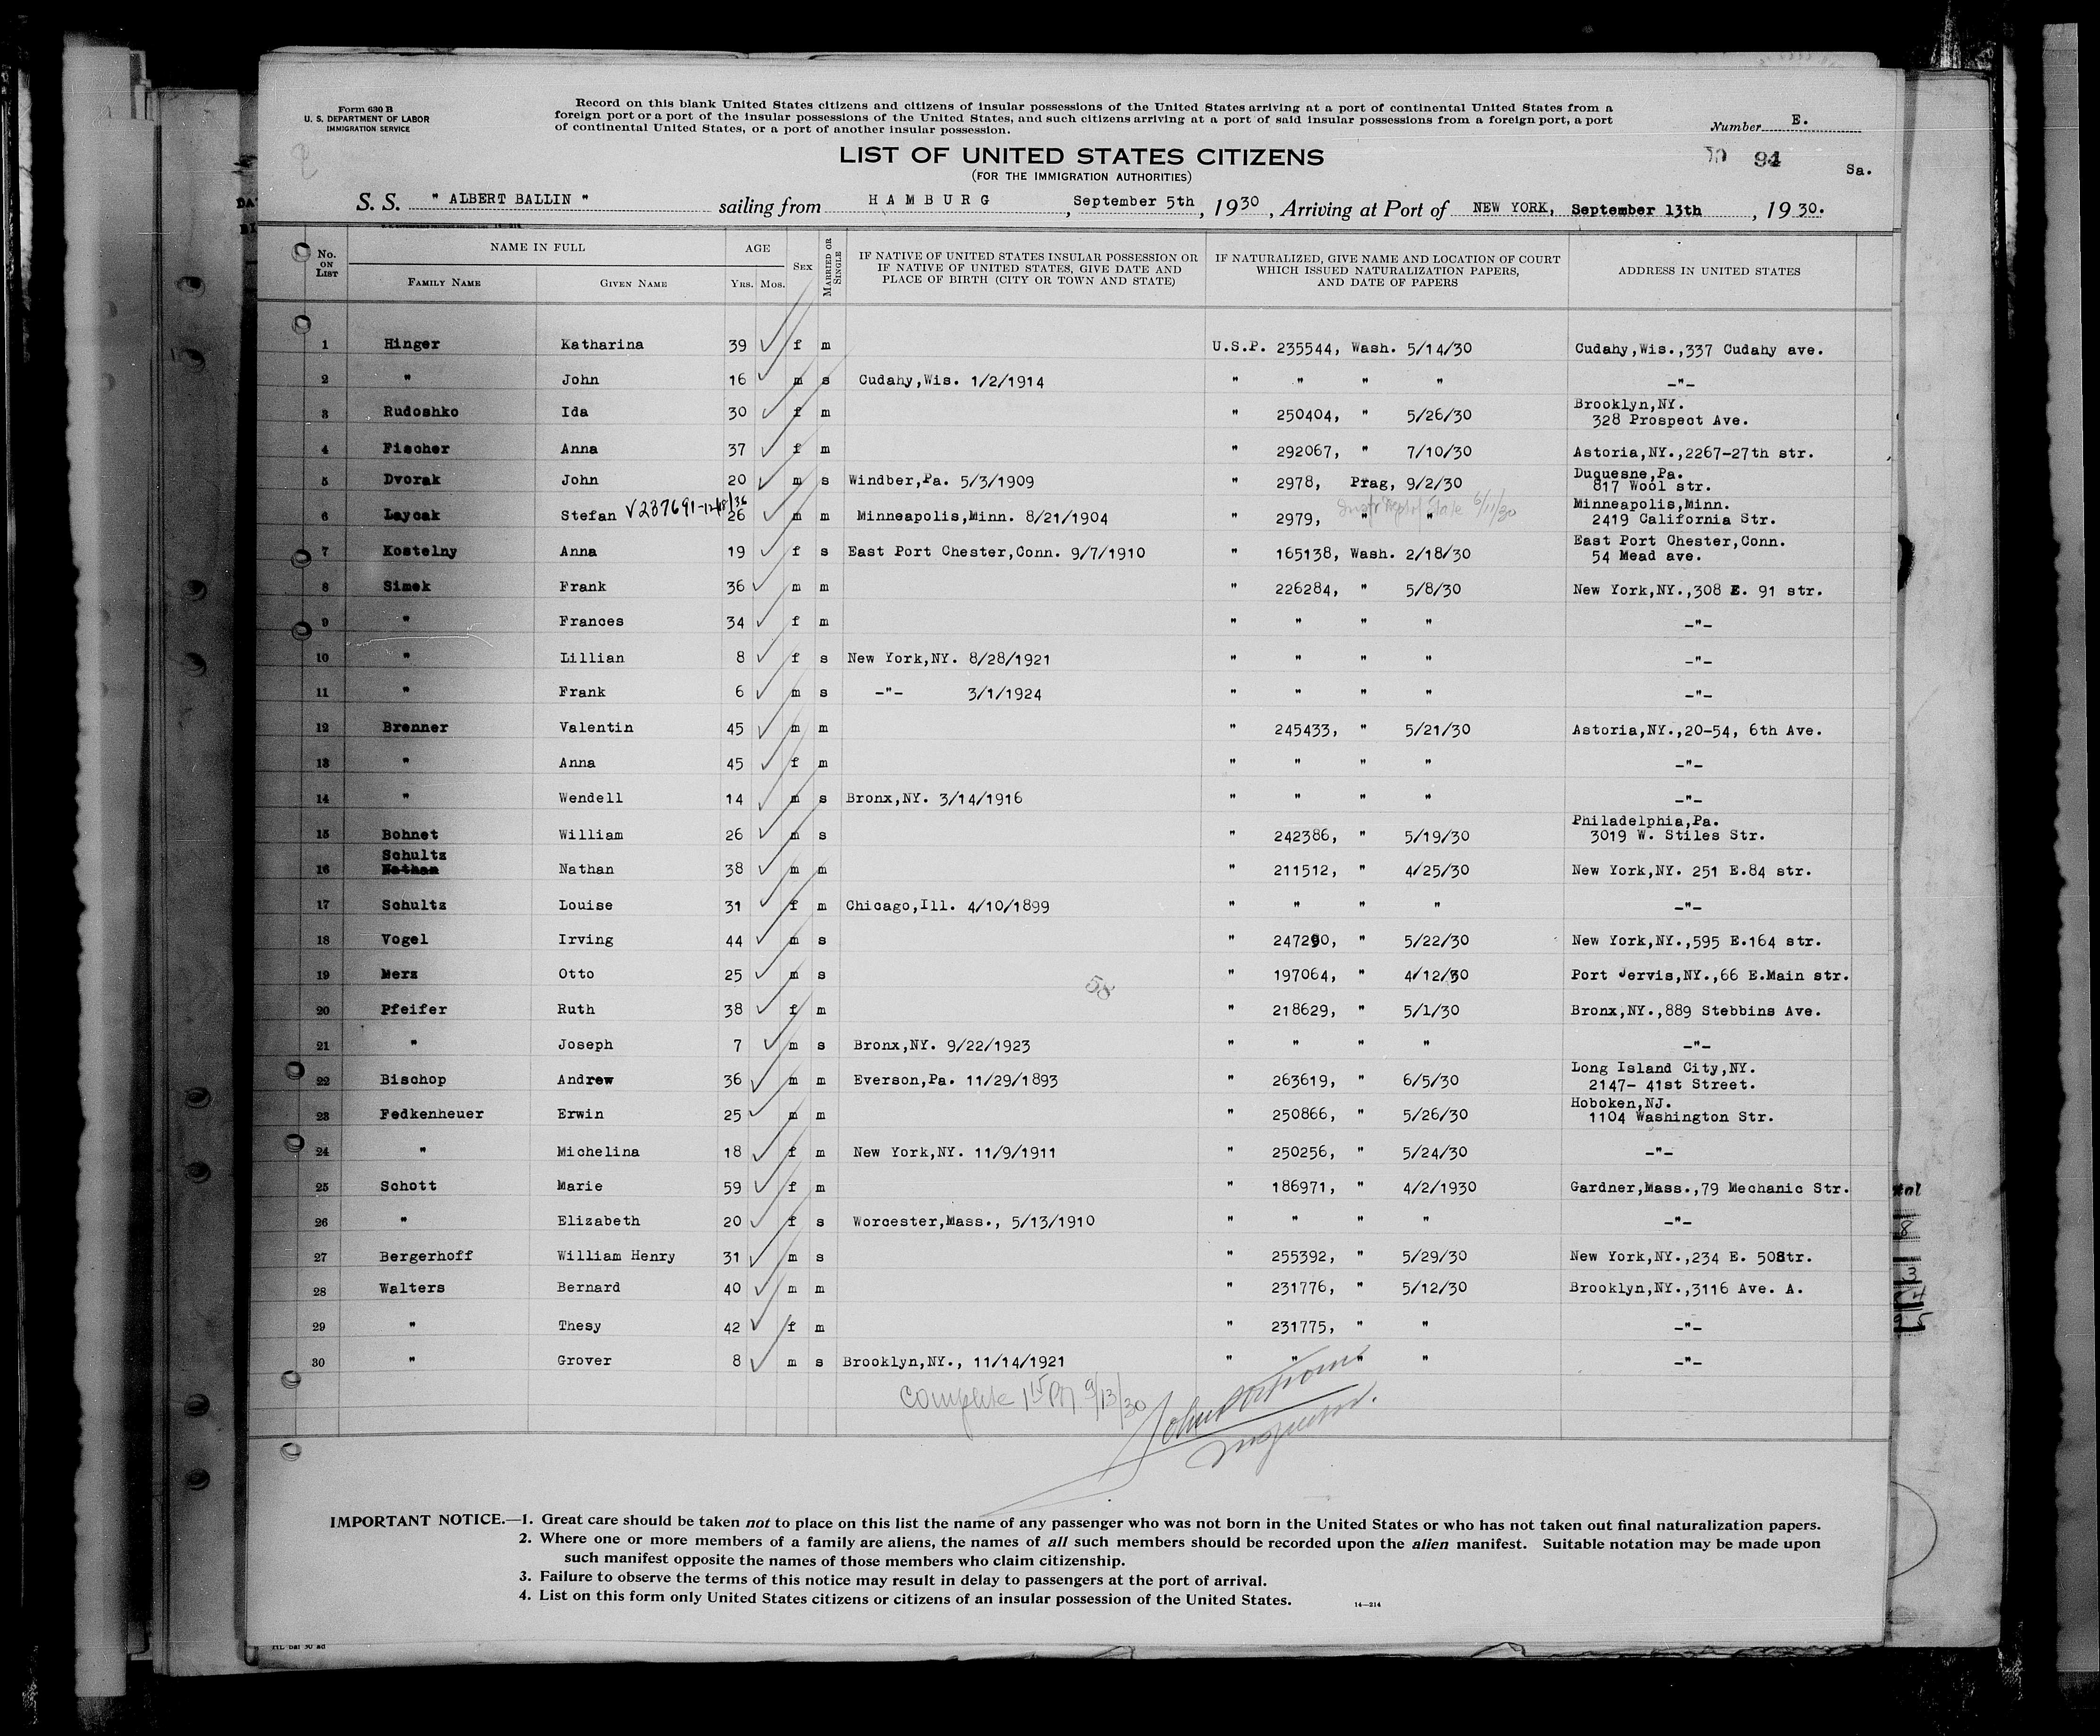 Form 630 B
U. S. DEPARTMENT OF LABOR
IMMIGRATION SERVICE
Record on this blank United States citizens and citizens of insular possessions of the United States arriving at a port of continental United States from a
foreign port or a port of the insular possessions of the United States, and such citizens arriving at a port of said insular possessions from a foreign port, a port
of continental United States, or a port of another insular possession.
Number E.
94
Sa.
LIST OF UNITED STATES CITIZENS
(FOR THE IMMIGRATION AUTHORITIES)
S. S. " ALBERT BALLIN " sailing from HAMBURG, September 5th, 1930, Arriving at Port of NEW YORK, September 13th, 1930.
No. ON LIST
NAME IN FULL
FAMILY NAME GIVEN NAME
AGE
YRS. MOS.
SEX
MARRIED OR SINGLE
IF NATIVE OF UNITED STATES INSULAR POSSESSION OR
IF NATIVE OF UNITED STATES, GIVE DATE AND
PLACE OF BIRTH (CITY OR TOWN AND STATE)
IF NATURALIZED, GIVE NAME AND LOCATION OF COURT
WHICH ISSUED NATURALIZATION PAPERS,
AND DATE OF PAPERS
ADDRESS IN UNITED STATES
1 Hinger Katharina 39 f m U.S.P. 235544, Wash. 5/14/30 Cudahy,Wis.,337 Cudahy ave.
2 " John 16 m s Cudahy,Wis. 1/2/1914 " " " " -"-
3 Rudoshko Ida 30 f m " 250404, " 5/26/30 Brooklyn,NY.
328 Prospect Ave.
4 Fischer Anna 37 f m " 292067, " 7/10/30 Astoria,NY.,2267-27th str.
5 Dvorak John 20 m s Windber,Pa. 5/3/1909 " 2978, Prag, 9/2/30 Duquesne,Pa.
817 Wool str.
6 Laycak Stefan V237691- 26 m m Minneapolis,Minn. 8/21/1904 " 2979, " " Minneapolis,Minn.
2419 California Str.
7 Kostelny Anna 19 f s East Port Chester,Conn. 9/7/1910 " 165138, Wash. 2/18/30 East Port Chester,Conn.
54 Mead ave.
8 Simek Frank 36 m m " 226284, " 5/8/30 New York,NY.,308 E. 91 str.
9 " Frances 34 f m " " " " -"-
10 " Lillian 8 f s New York,NY. 8/28/1921 " " " " -"-
11 " Frank 6 m s -"- 3/1/1924 " " " " -"-
12 Brenner Valentin 45 m m " 245433, " 5/21/30 Astoria,NY.,20-54, 6th Ave.
13 " Anna 45 f m " " " " -"-
14 " Wendell 14 m s Bronx,NY. 3/14/1916 " " " " -"-
15 Bohnet William 26 m s " 242386, " 5/19/30 Philadelphia,Pa.
3019 W. Stiles Str.
Schultz
16 Nathan Nathan 38 m m " 211512, " 4/25/30 New York,NY. 251 E.84 str.
17 Schultz Louise 31 f m Chicago,Ill. 4/10/1899 " " " " -"-
18 Vogel Irving 44 m s " 247290, " 5/22/30 New York,NY.,595 E.164 str.
19 Merz Otto 25 m s " 197064, " 4/12/30 Port Jervis,NY.,66 E.Main str.
58
20 Pfeifer Ruth 38 f m " 218629, " 5/1/30 Bronx,NY.,889 Stebbins Ave.
21 " Joseph 7 m s Bronx,NY. 9/22/1923 " " " " -"-
22 Bischop Andrew 36 m m Everson,Pa. 11/29/1893 " 263619, " 6/5/30 Long Island City,NY.
2147- 41st Street.
23 Fedkenheuer Erwin 25 m m " 250866, " 5/26/30 Hoboken,NJ.
1104 Washington Str.
24 " Michelina 18 f m New York,NY. 11/9/1911 " 250256, " 5/24/30 -"-
25 Schott Marie 59 f m " 186971, " 4/2/1930 Gardner,Mass.,79 Mechanic Str.
26 " Elizabeth 20 f s Worcester,Mass., 5/13/1910 " " " " -"-
27 Bergerhoff William Henry 31 m s " 255392, " 5/29/30 New York,NY.,234 E. 50Str.
28 Walters Bernard 40 m m " 231776, " 5/12/30 Brooklyn,NY.,3116 Ave. A.
29 " Thesy 42 f m " 231775, " " -"-
30 " Grover 8 m s Brooklyn,NY., 11/14/1921 " " " " -"-
Complete 9/13/30
Inspector.
IMPORTANT NOTICE.—1. Great care should be taken not to place on this list the name of any passenger who was not born in the United States or who has not taken out final naturalization papers.
2. Where one or more members of a family are aliens, the names of all such members should be recorded upon the alien manifest. Suitable notation may be made upon
such manifest opposite the names of those members who claim citizenship.
3. Failure to observe the terms of this notice may result in delay to passengers at the port of arrival.
4. List on this form only United States citizens or citizens of an insular possession of the United States.
14—214